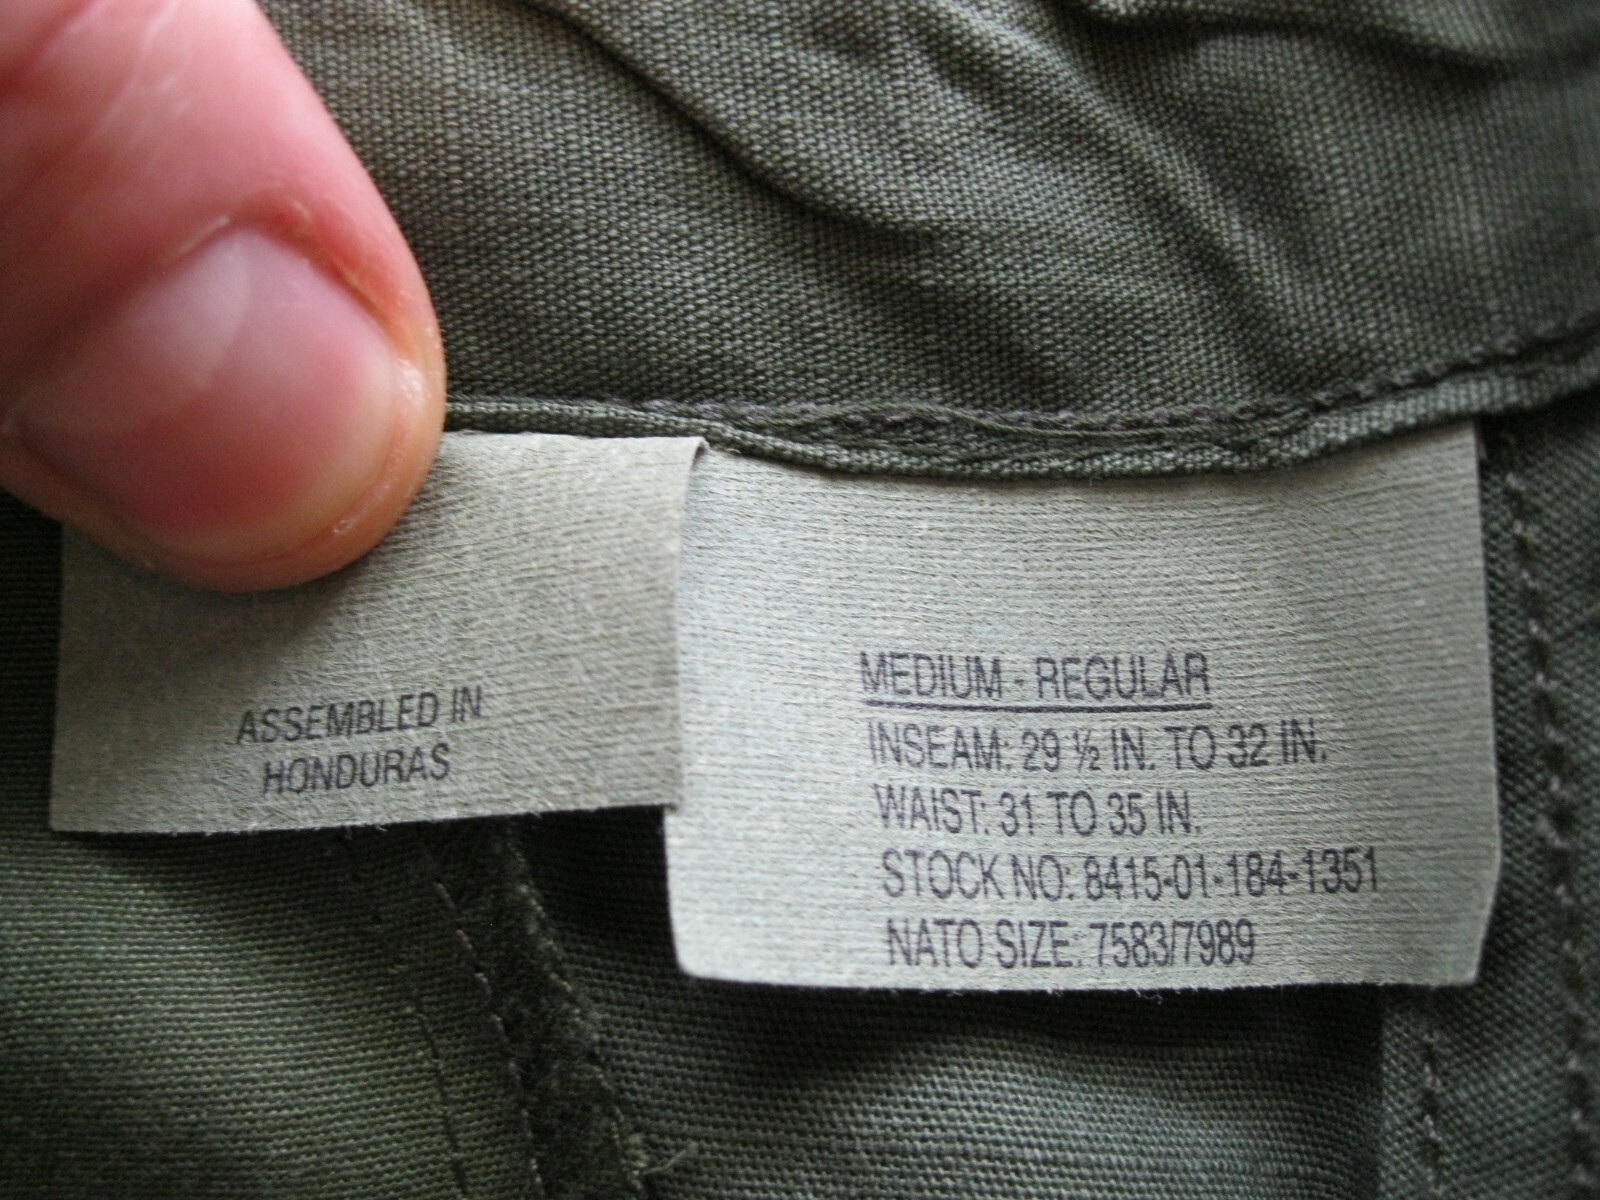 ASSEMBLED IN
HONDURAS
MEDIUM - REGULAR
INSEAM: 29 ½ IN. TO 32 IN.
WAIST: 31 TO 35 IN.
STOCK NO: 8415-01-184-1351
NATO SIZE: 7583/7989